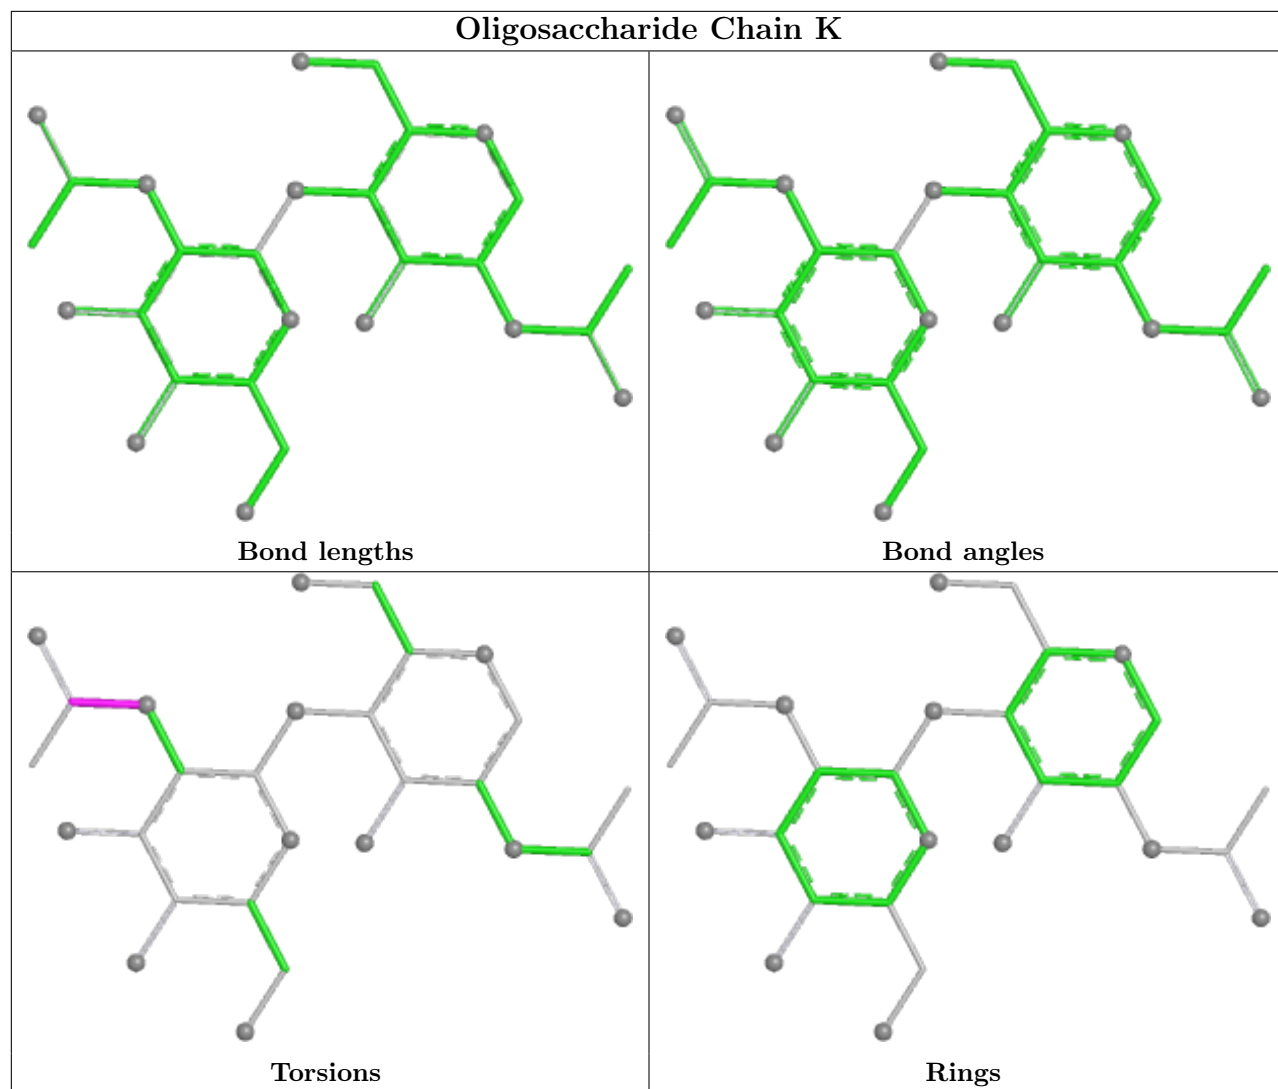 Oligosaccharide Chain K
Bond lengths
Bond angles
Torsions
Rings